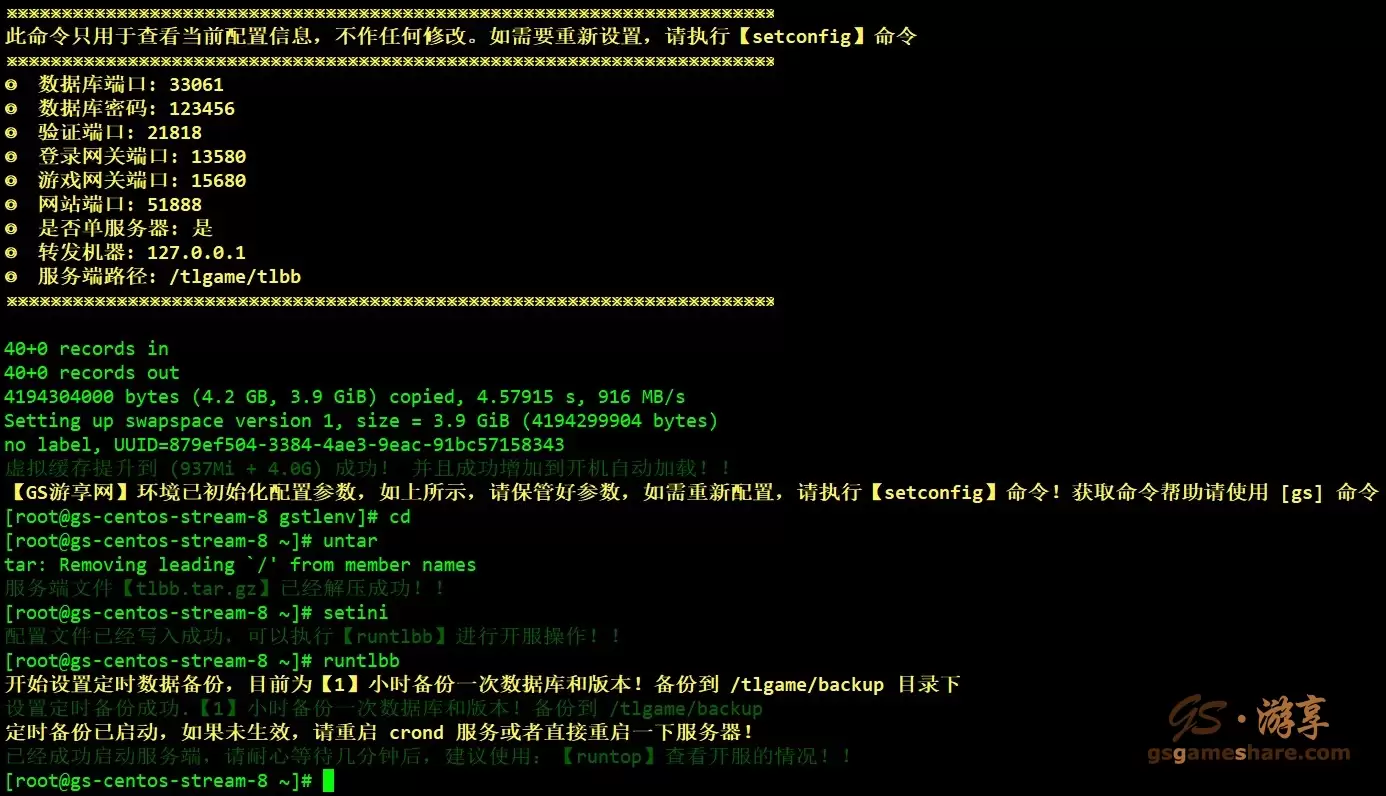 ※※※※※※※※※※※※※※※※※※※※※※※※※※※※※※※※※※※※※※※※※※※※※※※※※※※※※※※※※※※※※※※※※※※※※※
此命令只用于查看当前配置信息，不作任何修改。如需要重新设置，请执行【setconfig】命令
※※※※※※※※※※※※※※※※※※※※※※※※※※※※※※※※※※※※※※※※※※※※※※※※※※※※※※※※※※※※※※※※※※※※※※
◎ 数据库端口: 33061
◎ 数据库密码: 123456
◎ 验证端口: 21818
◎ 登录网关端口: 13580
◎ 游戏网关端口: 15680
◎ 网站端口: 51888
◎ 是否单服务器: 是
◎ 转发机器: 127.0.0.1
◎ 服务端路径: /tlgame/tlbb
※※※※※※※※※※※※※※※※※※※※※※※※※※※※※※※※※※※※※※※※※※※※※※※※※※※※※※※※※※※※※※※※※※※※※※
40+0 records in
40+0 records out
4194304000 bytes (4.2 GB, 3.9 GiB) copied, 4.57915 s, 916 MB/s
Setting up swapspace version 1, size = 3.9 GiB (4194299904 bytes)
no label, UUID=879ef504-3384-4ae3-9eac-91bc57158343
虚拟缓存提升到 (937Mi + 4.0G) 成功！ 并且成功增加到开机自动加载！！
【GS游享网】环境已初始化配置参数，如上所示，请保管好参数，如需重新配置，请执行【setconfig】命令！获取命令帮助请使用 [gs] 命令
[root@gs-centos-stream-8 gstlenv]# cd
[root@gs-centos-stream-8 ~]# untar
tar: Removing leading `/' from member names
服务端文件【tlbb.tar.gz】已经解压成功！！
[root@gs-centos-stream-8 ~]# setini
配置文件已经写入成功，可以执行【runtlbb】进行开服操作！！
[root@gs-centos-stream-8 ~]# runtlbb
开始设置定时数据备份，目前为【1】小时备份一次数据库和版本！备份到 /tlgame/backup 目录下
设置定时备份成功.【1】小时备份一次数据库和版本！备份到 /tlgame/backup
定时备份已启动，如果未生效，请重启 crond 服务或者直接重启一下服务器！
已经成功启动服务端，请耐心等待几分钟后，建议使用：【runtop】查看开服的情况！！
[root@gs-centos-stream-8 ~]#
GS·游享
gsgameshare.com